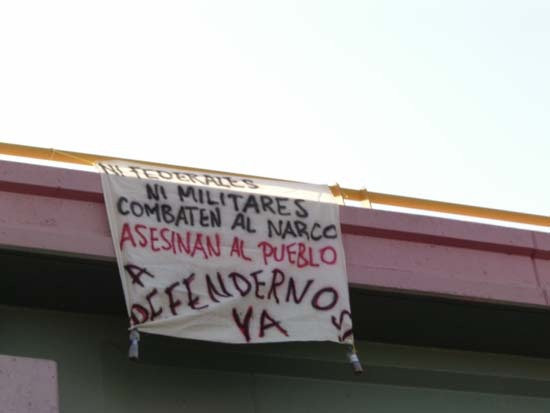 NI FEDERALES
NI MILITARES
COMBATEN AL NARCO
ASESINAN AL PUEBLO
A DEFENDERNOS
YA